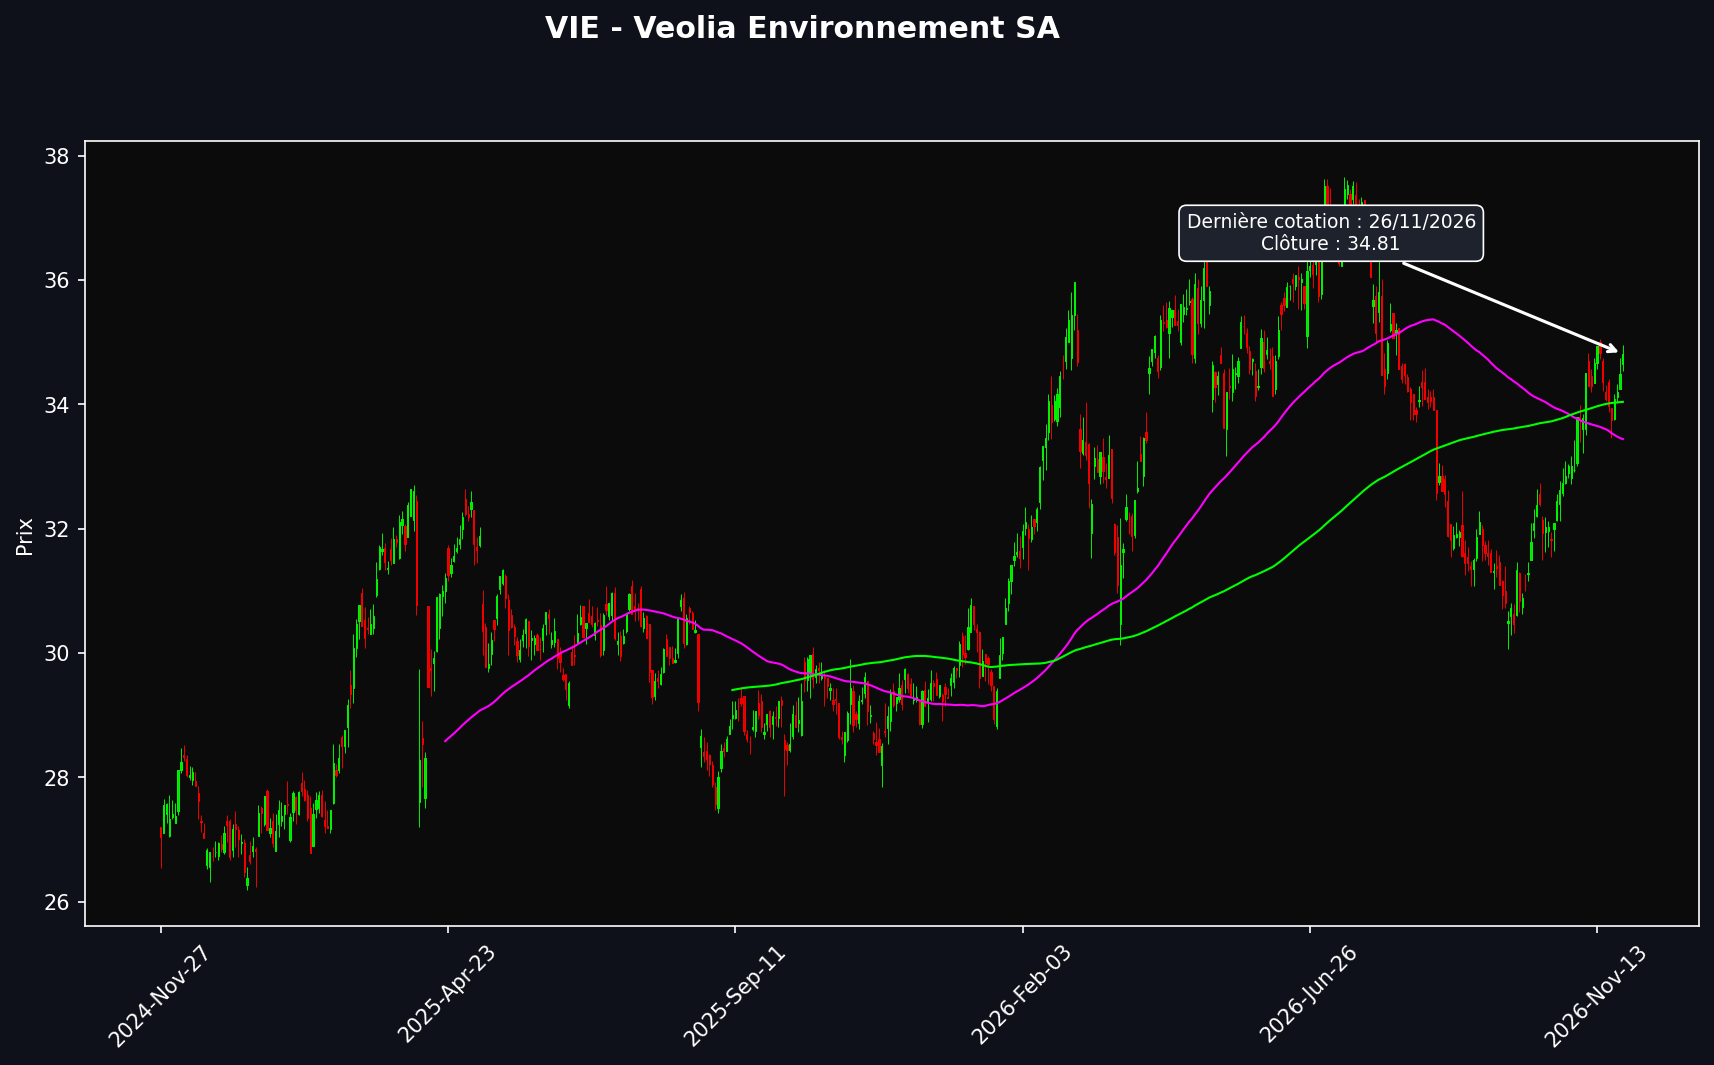 VIE - Veolia Environnement SA
38
36
34
32
30
28
26
Prix
Dernière cotation : 26/11/2026
Clôture : 34.81
2024-Nov-27
2025-Apr-23
2025-Sep-11
2026-Feb-03
2026-Jun-26
2026-Nov-13